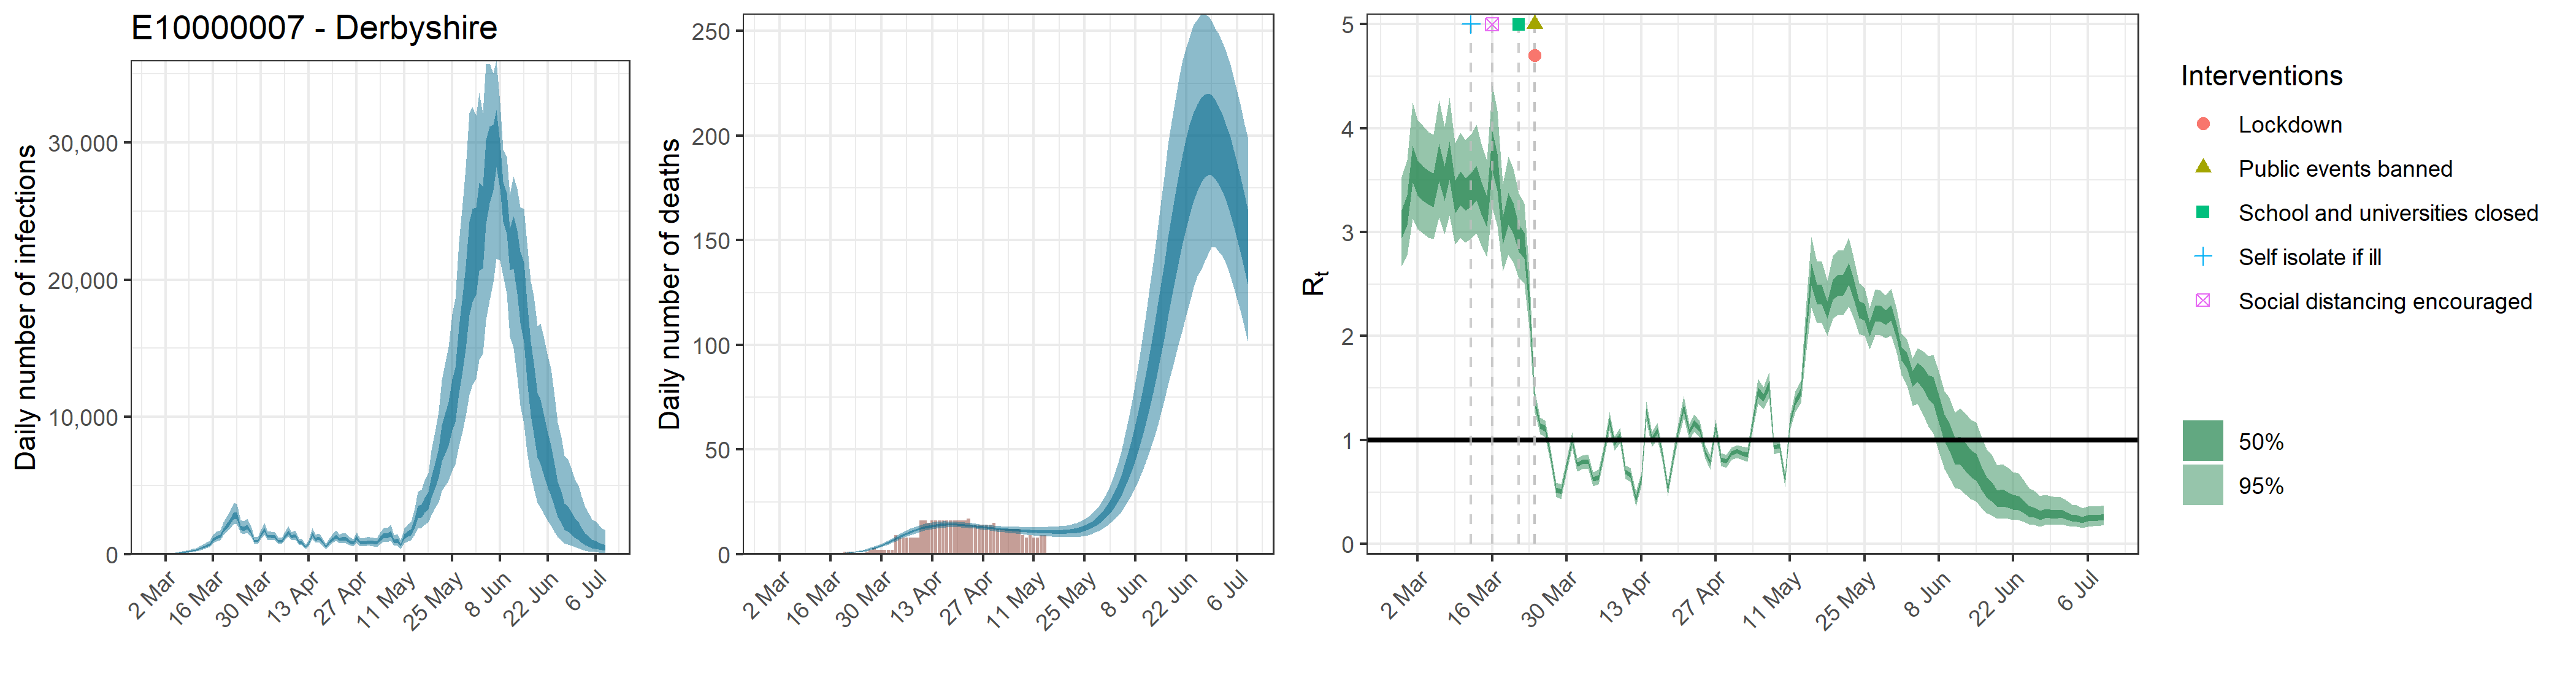 E10000007 - Derbyshire
Daily number of infections
30,000
20,000
10,000
0
2 Mar
16 Mar
30 Mar
13 Apr
27 Apr
11 May
25 May
8 Jun
22 Jun
6 Jul
Daily number of deaths
250
200
150
100
50
0
2 Mar
16 Mar
30 Mar
13 Apr
27 Apr
11 May
25 May
8 Jun
22 Jun
6 Jul
Rt
5
4
3
2
1
0
2 Mar
16 Mar
30 Mar
13 Apr
27 Apr
11 May
25 May
8 Jun
22 Jun
6 Jul
Interventions
Lockdown
Public events banned
School and universities closed
Self isolate if ill
Social distancing encouraged
50%
95%